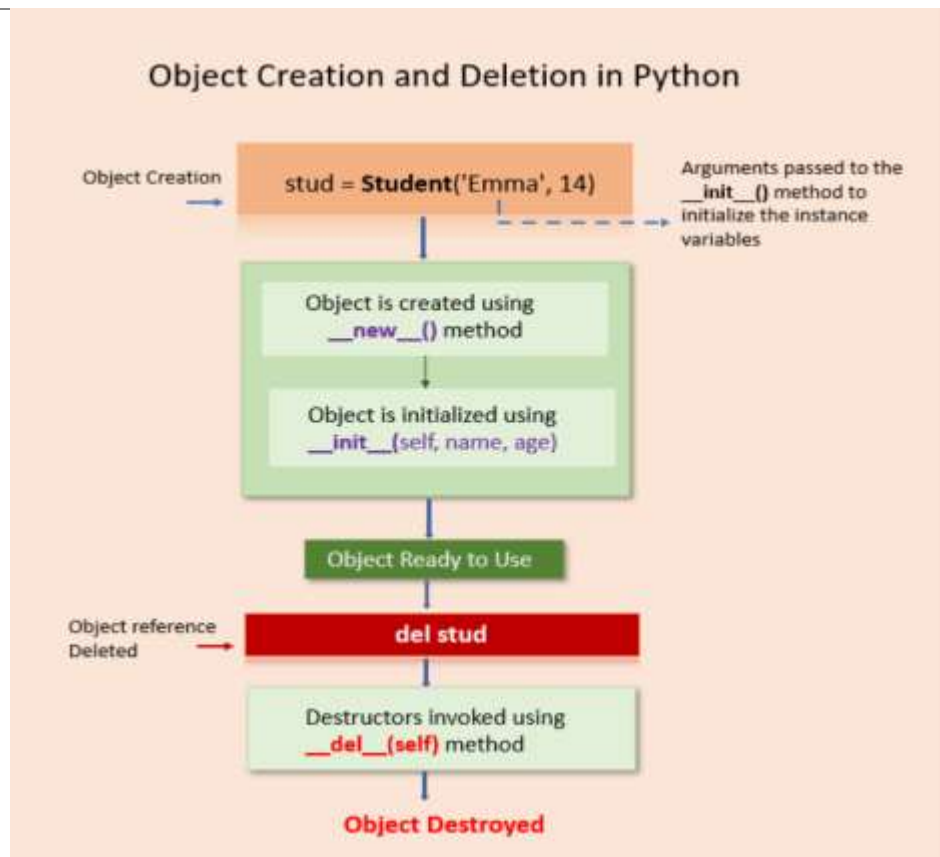 Object Creation and Deletion in Python
Object Creation
stud = Student('Emma', 14)
Arguments passed to the
__init__() method to
initialize the instance
variables
Object is created using
__new__() method
Object is initialized using
__init__(self, name, age)
Object Ready to Use
Object reference
Deleted
del stud
Destructors invoked using
__del__(self) method
Object Destroyed